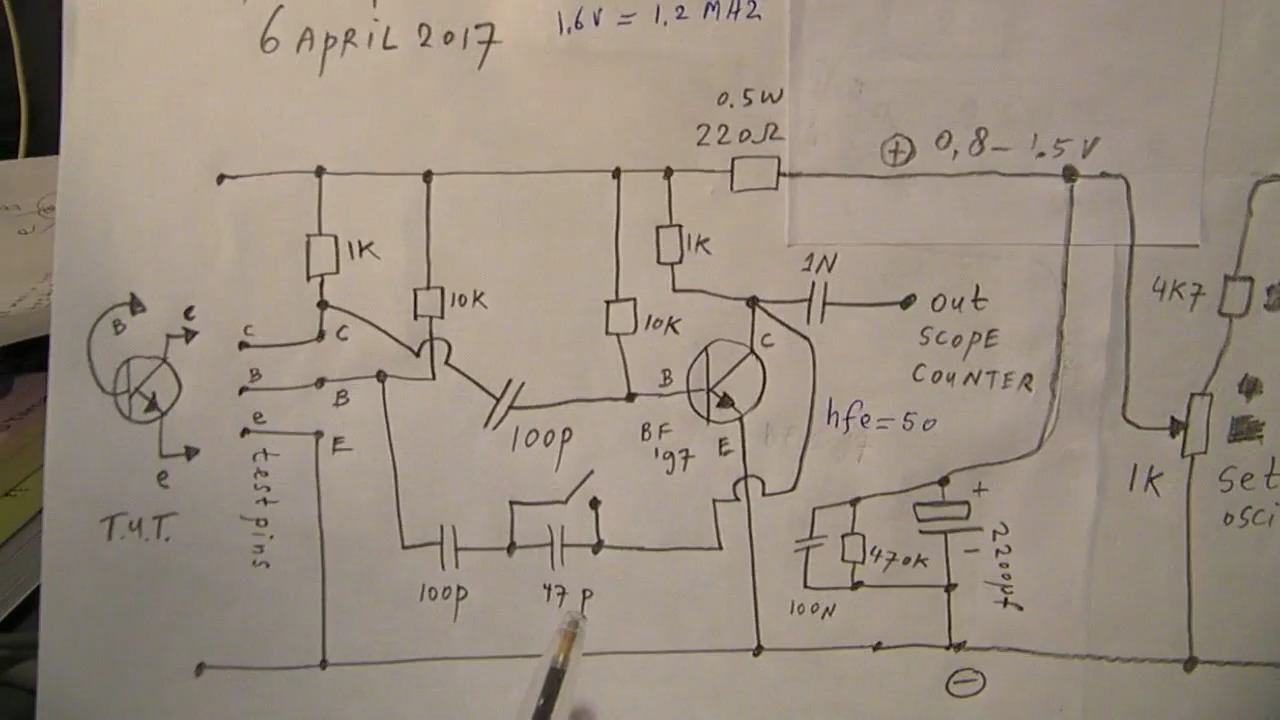 6 APRIL 2017
1.6V = 1.2 MHZ
0.5W
220Ω
+ 0,8 – 1.5V
1K
10K
10K
1K
1N
out
SCOPE
COUNTER
4K7
B
e
e
T.U.T.
C
B
e
C
B
E
test pins
100p
B
C
E
BF
197
hfe=50
1K
Set
osci
100p
47p
100N
470K
+
-
2200µf
-